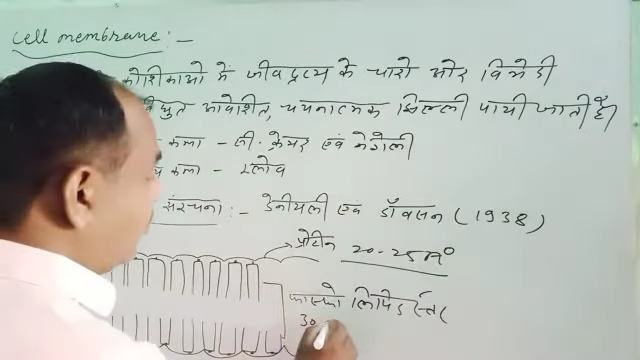 cell membrane:-
कोशिकाओ में जीवद्रव्य के चारो ओर विभेदी
विधुत आवेशित, चयनात्मक झिल्ली पायी जाती है
कला - सी. क्रेमर एवं नेगेली
कला - प्लोव
संरचना:- डेनीयली एवं डॉवसन (1938)
प्रोटीन 20-25A°
फास्फो लिपिड स्तर
30